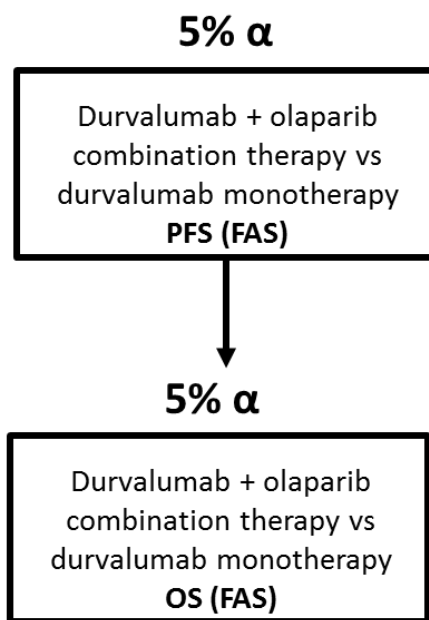 5% α
Durvalumab + olaparib
combination therapy vs
durvalumab monotherapy
PFS (FAS)
5% α
Durvalumab + olaparib
combination therapy vs
durvalumab monotherapy
OS (FAS)